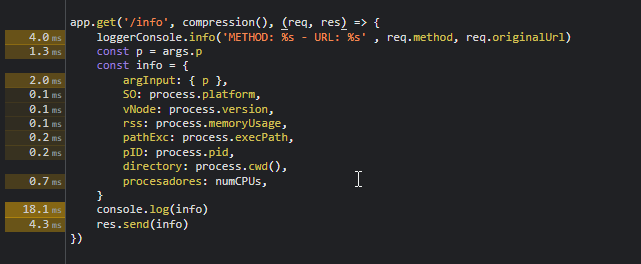 app.get('/info', compression(), (req, res) => {
4.0 ms loggerConsole.info('METHOD: %s - URL: %s' , req.method, req.originalUrl)
1.3 ms const p = args.p
const info = {
2.0 ms argInput: { p },
0.1 ms SO: process.platform,
0.1 ms vNode: process.version,
0.1 ms rss: process.memoryUsage,
0.2 ms pathExc: process.execPath,
0.2 ms pID: process.pid,
directory: process.cwd(),
0.7 ms procesadores: numCPUs,
}
18.1 ms console.log(info)
4.3 ms res.send(info)
})